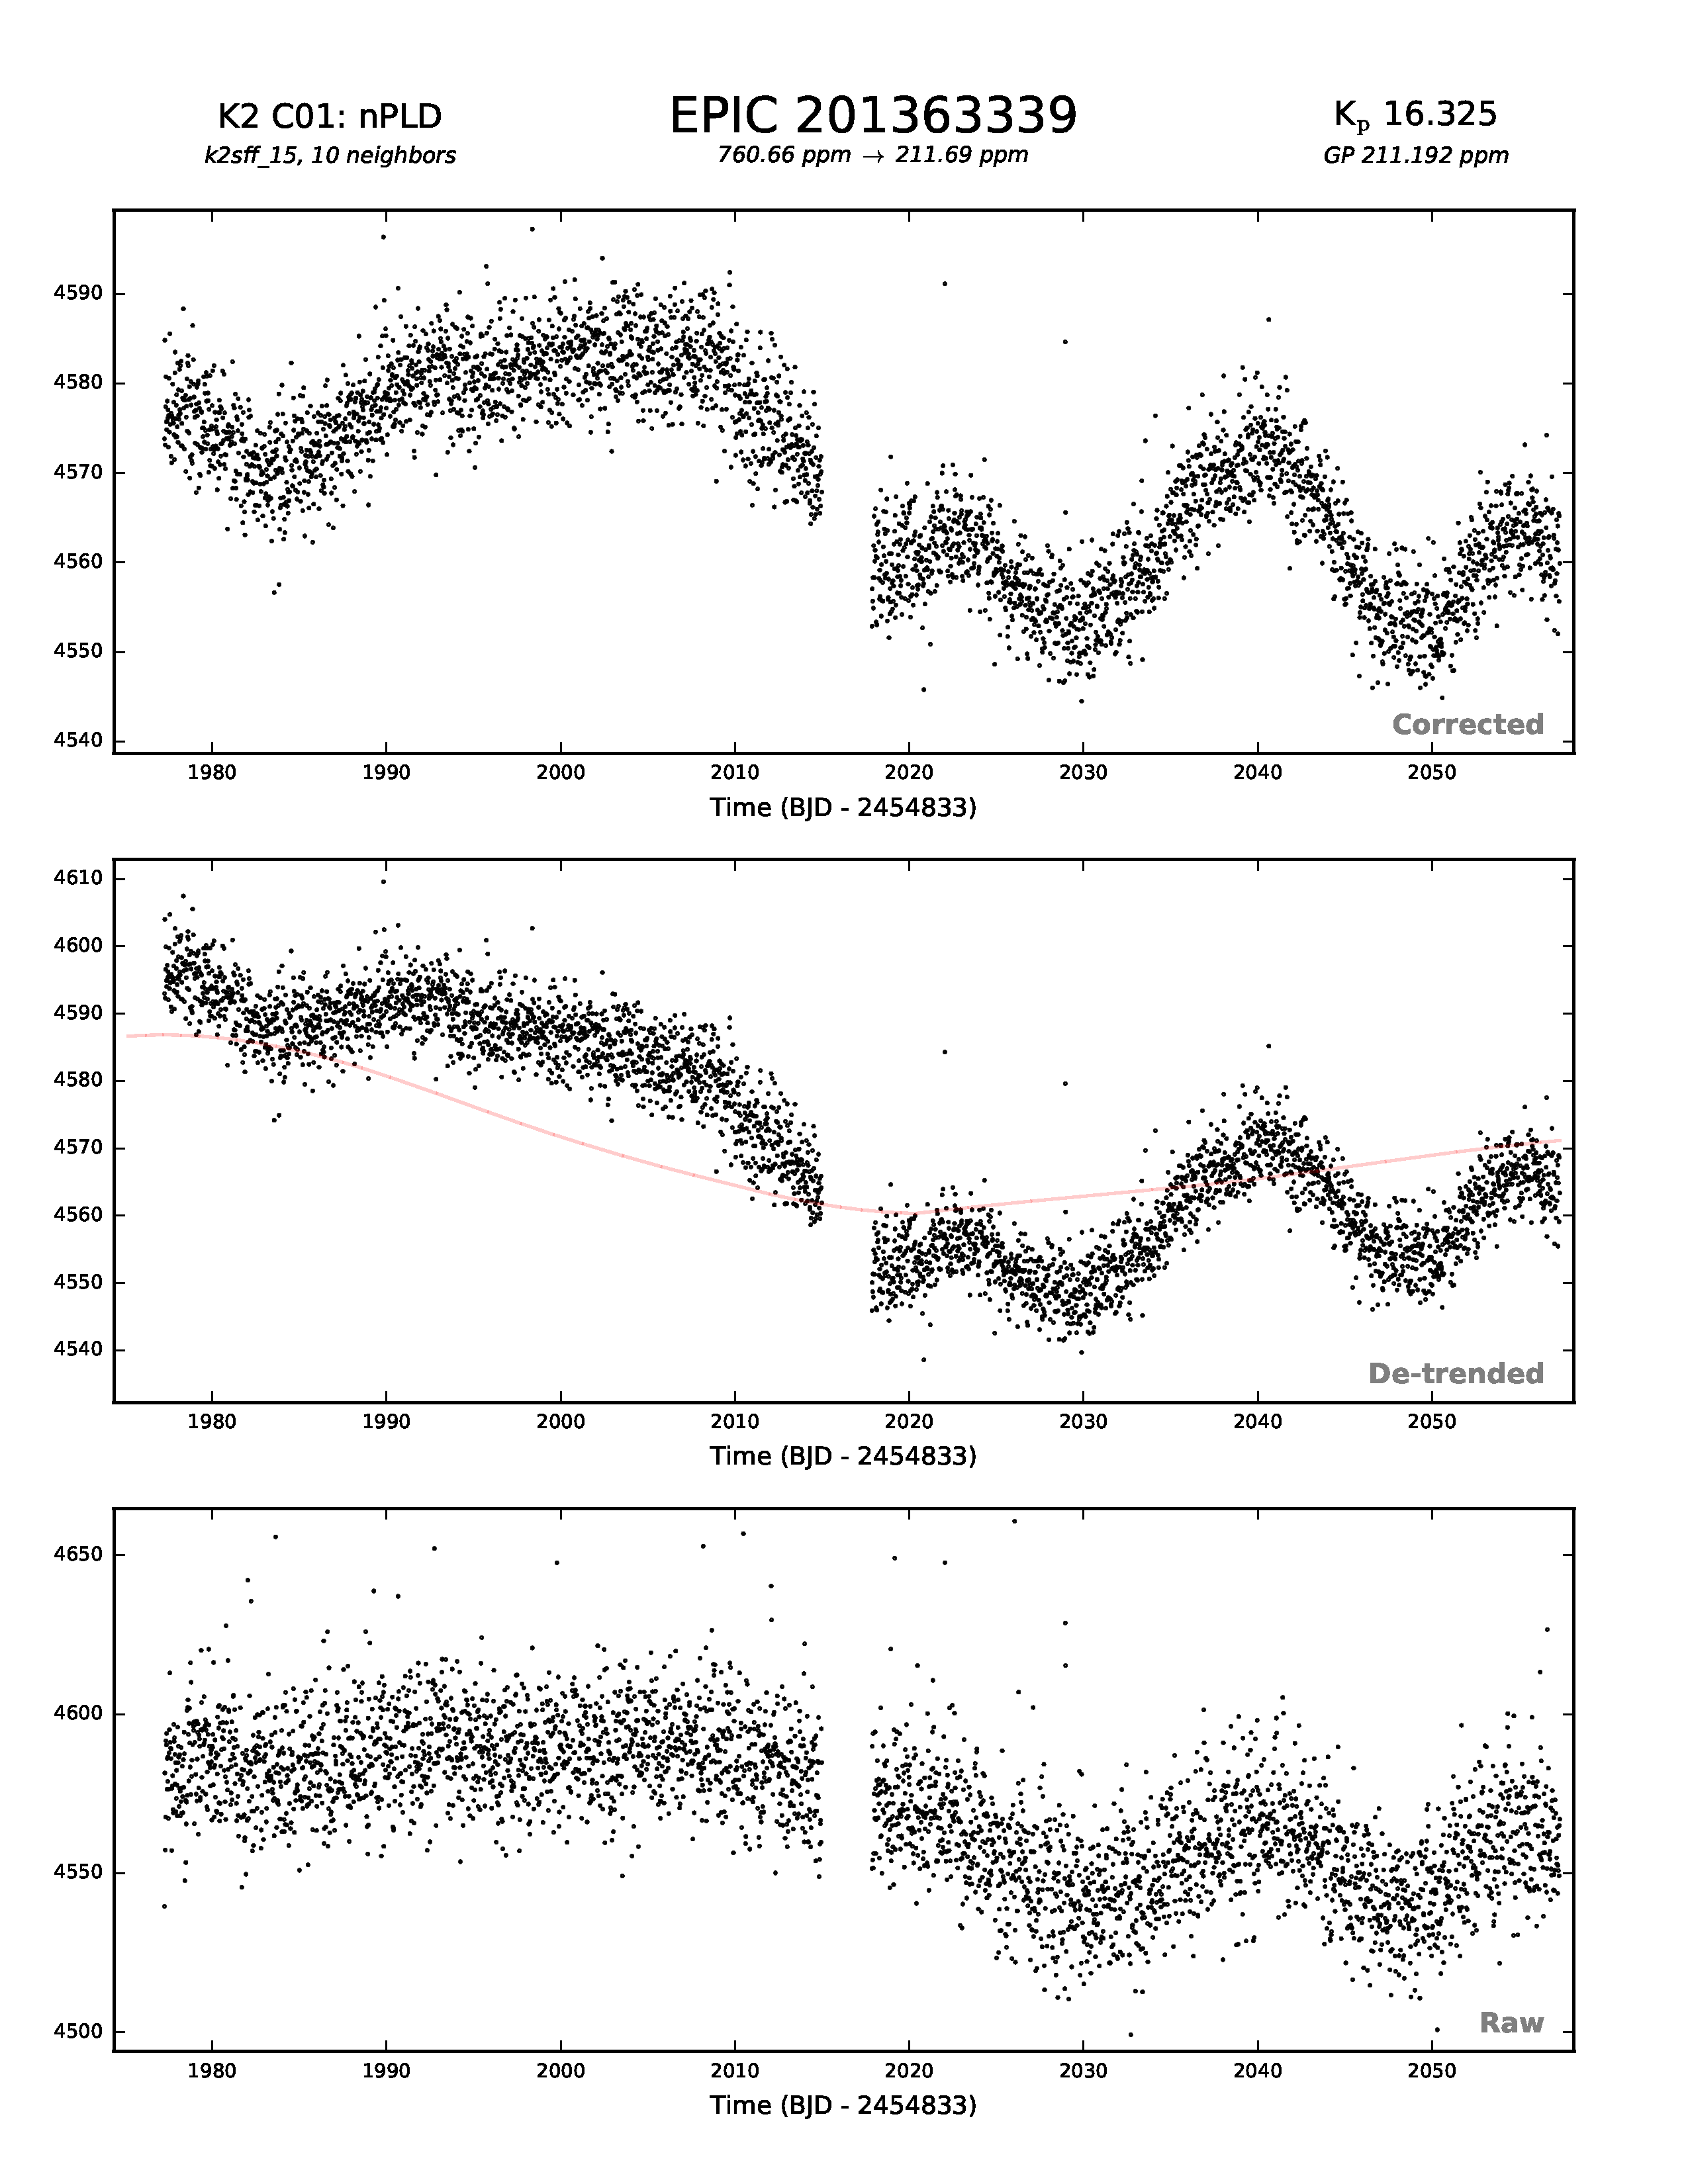 K2 C01: nPLD
k2sff_15, 10 neighbors
EPIC 201363339
760.66 ppm → 211.69 ppm
Kp 16.325
GP 211.192 ppm
4590
4580
4570
4560
4550
4540
Corrected
1980 1990 2000 2010 2020 2030 2040 2050
Time (BJD - 2454833)
4610
4600
4590
4580
4570
4560
4550
4540
De-trended
1980 1990 2000 2010 2020 2030 2040 2050
Time (BJD - 2454833)
4650
4600
4550
4500
Raw
1980 1990 2000 2010 2020 2030 2040 2050
Time (BJD - 2454833)